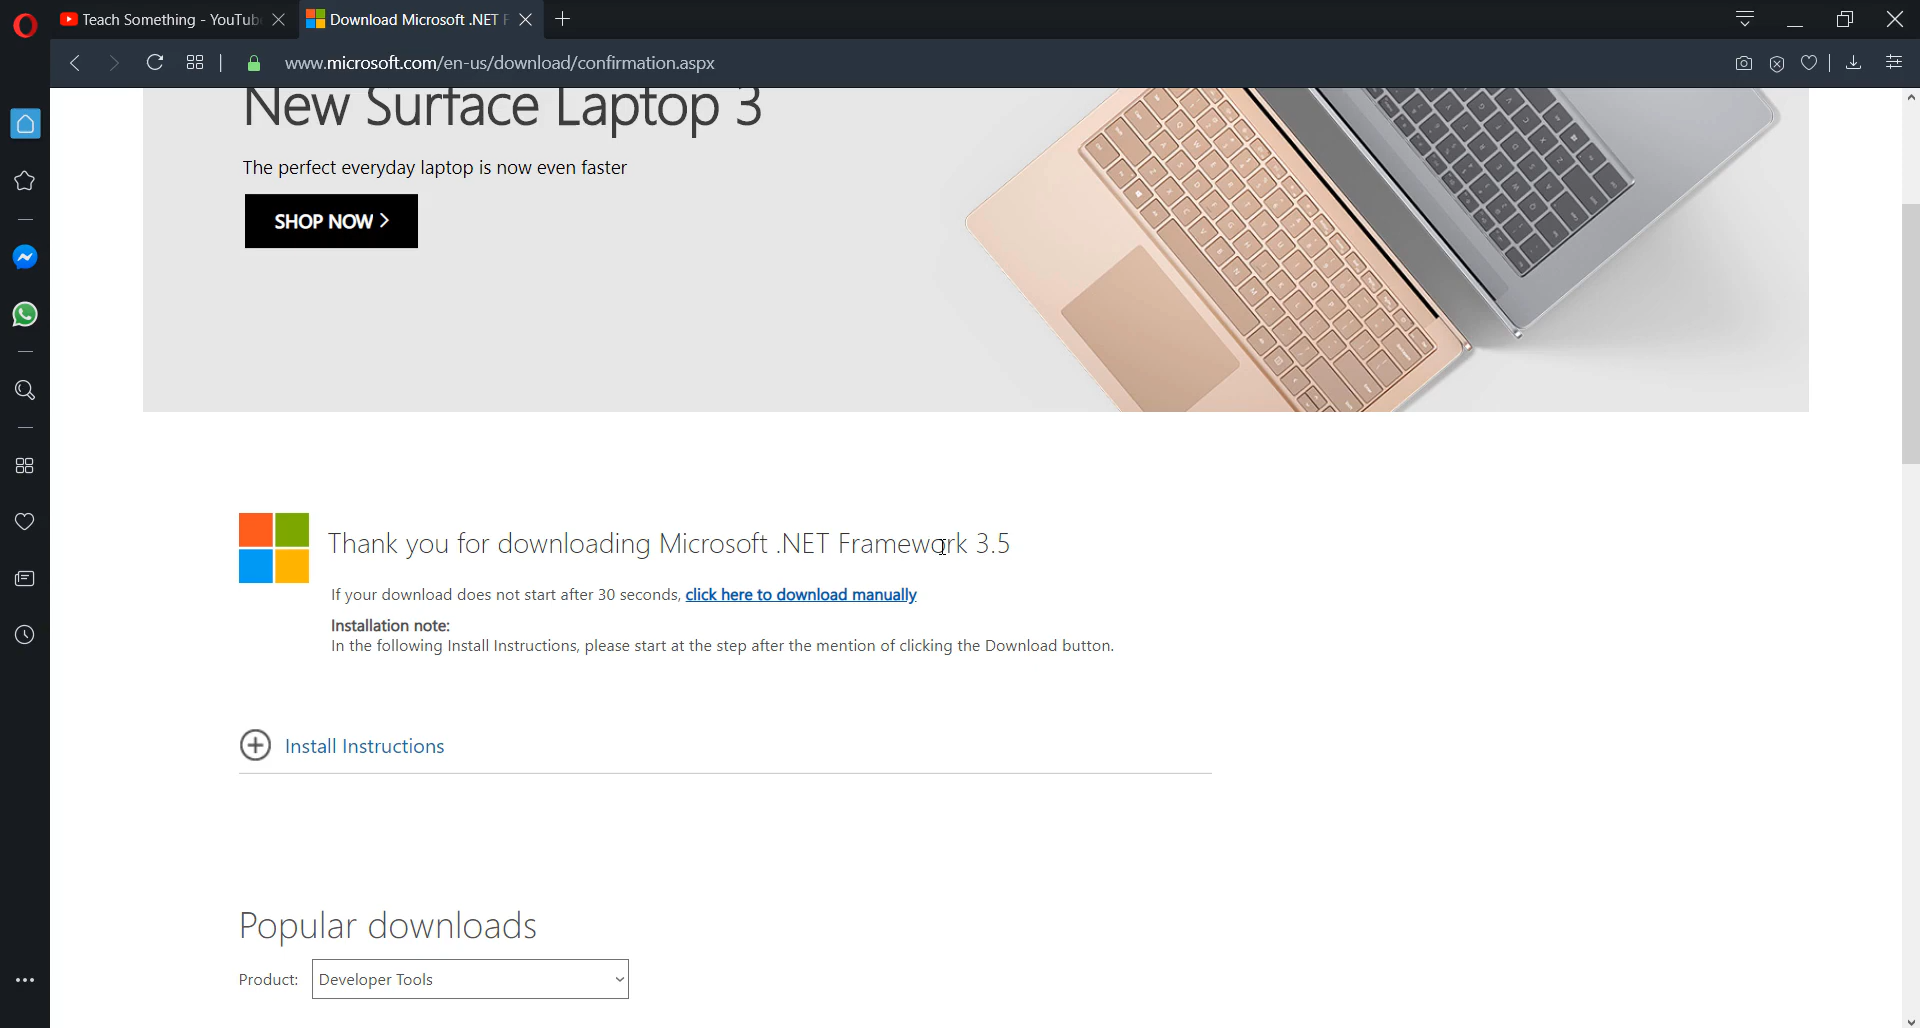 Teach Something - YouTub
Download Microsoft .NET F
www.microsoft.com/en-us/download/confirmation.aspx
New Surface Laptop 3
The perfect everyday laptop is now even faster
SHOP NOW >
Thank you for downloading Microsoft .NET Framework 3.5
If your download does not start after 30 seconds, click here to download manually
Installation note:
In the following Install Instructions, please start at the step after the mention of clicking the Download button.
Install Instructions
Popular downloads
Product: Developer Tools